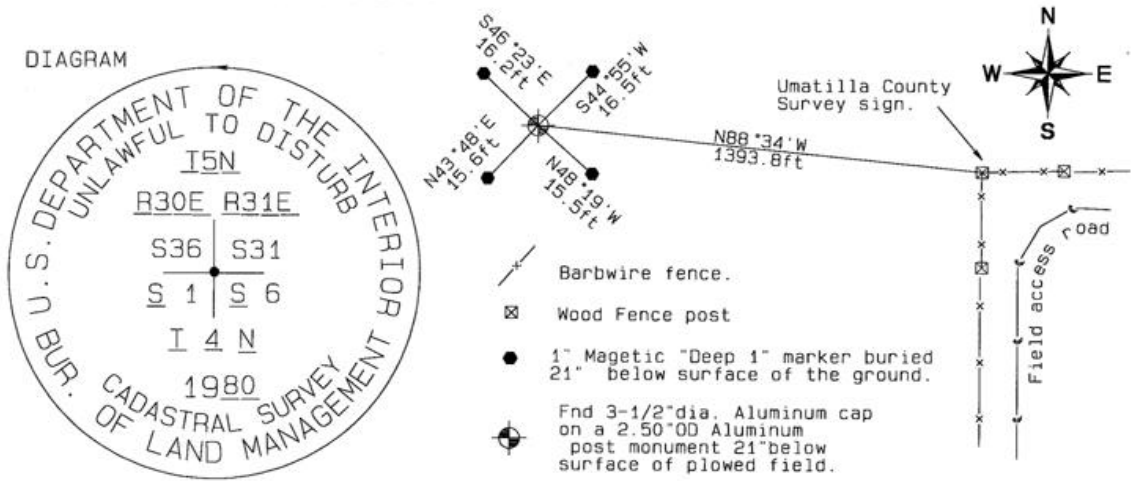 DIAGRAM
U.S. DEPARTMENT OF THE INTERIOR
UNLAWFUL TO DISTURB
T5N
R30E R31E
S36 S31
S 1 S 6
T 4 N
1980
CADASTRAL SURVEY
BUR. OF LAND MANAGEMENT
S46°23'E
16.2ft
S44°55'W
16.5ft
N43°48'E
15.6ft
N48°19'W
15.5ft
N88°34'W
1393.8ft
Umatilla County
Survey sign.
N
W E
S
Field access road
Barbwire fence.
Wood Fence post
1" Magetic "Deep 1" marker buried
21" below surface of the ground.
Fnd 3-1/2"dia. Aluminum cap
on a 2.50"OD Aluminum
post monument 21"below
surface of plowed field.